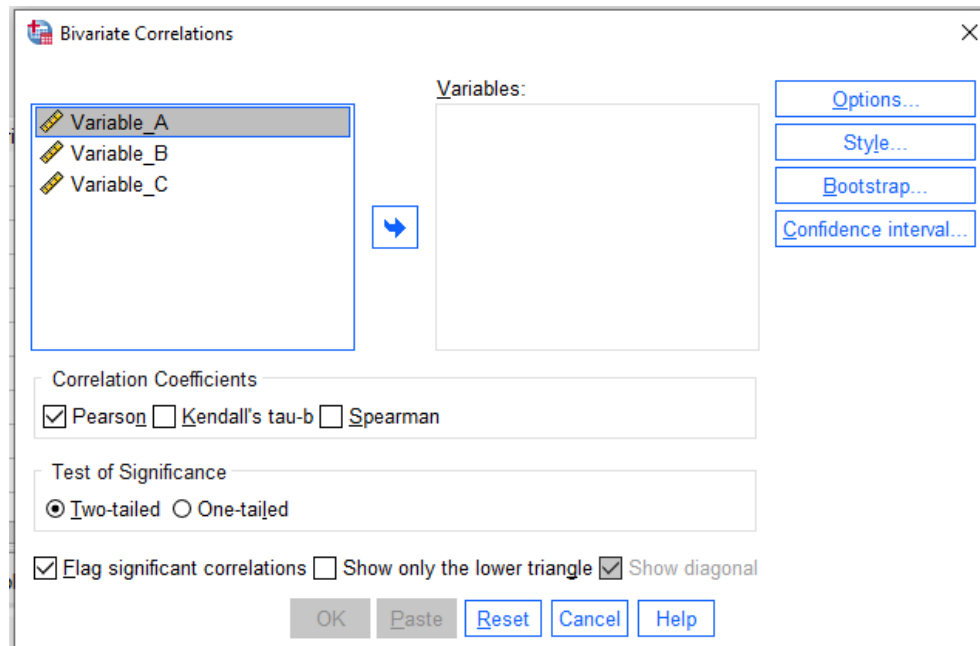 Bivariate Correlations
Variables:
Variable_A
Variable_B
Variable_C
Options...
Style...
Bootstrap...
Confidence interval...
Correlation Coefficients
Pearson Kendall's tau-b Spearman
Test of Significance
Two-tailed One-tailed
Flag significant correlations Show only the lower triangle Show diagonal
OK Paste Reset Cancel Help